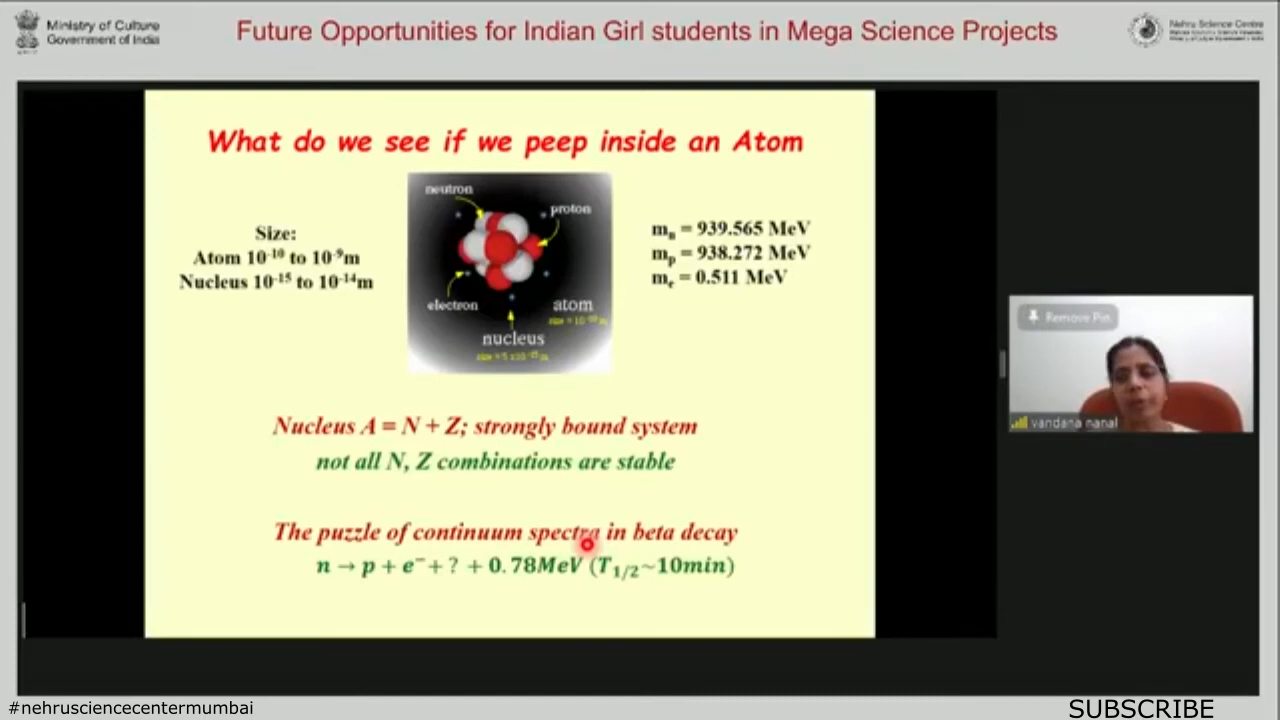 Ministry of Culture
Government of India
Future Opportunities for Indian Girl students in Mega Science Projects
Nehru Science Centre
What do we see if we peep inside an Atom
Size:
Atom 10⁻¹⁰ to 10⁻⁹m
Nucleus 10⁻¹⁵ to 10⁻¹⁴m
neutron
proton
electron
atom
nucleus
mₙ = 939.565 MeV
mₚ = 938.272 MeV
mₑ = 0.511 MeV
Nucleus A = N + Z; strongly bound system
not all N, Z combinations are stable
The puzzle of continuum spectra in beta decay
n → p + e⁻ + ? + 0.78MeV (T₁/₂~10min)
Remove Pin
vandana nanal
#nehrusciencecentermumbai
SUBSCRIBE